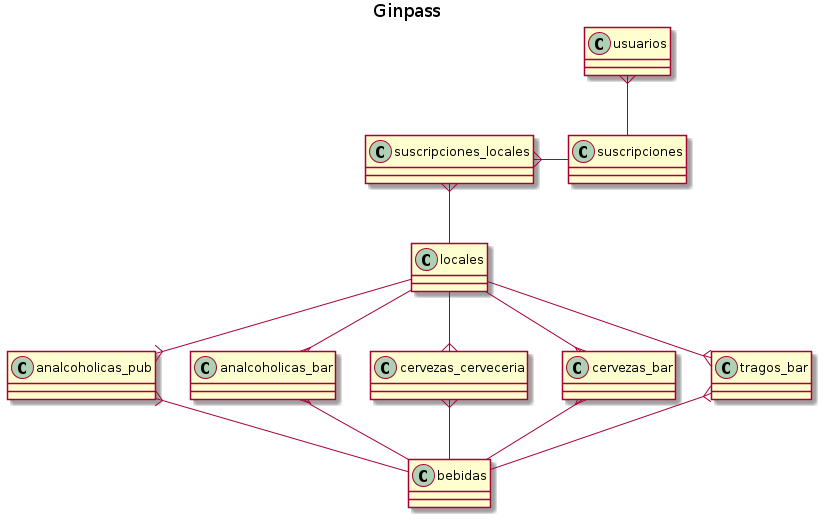 Ginpass
C usuarios
C suscripciones_locales
C suscripciones
C locales
C analcoholicas_pub
C analcoholicas_bar
C cervezas_cerveceria
C cervezas_bar
C tragos_bar
C bebidas